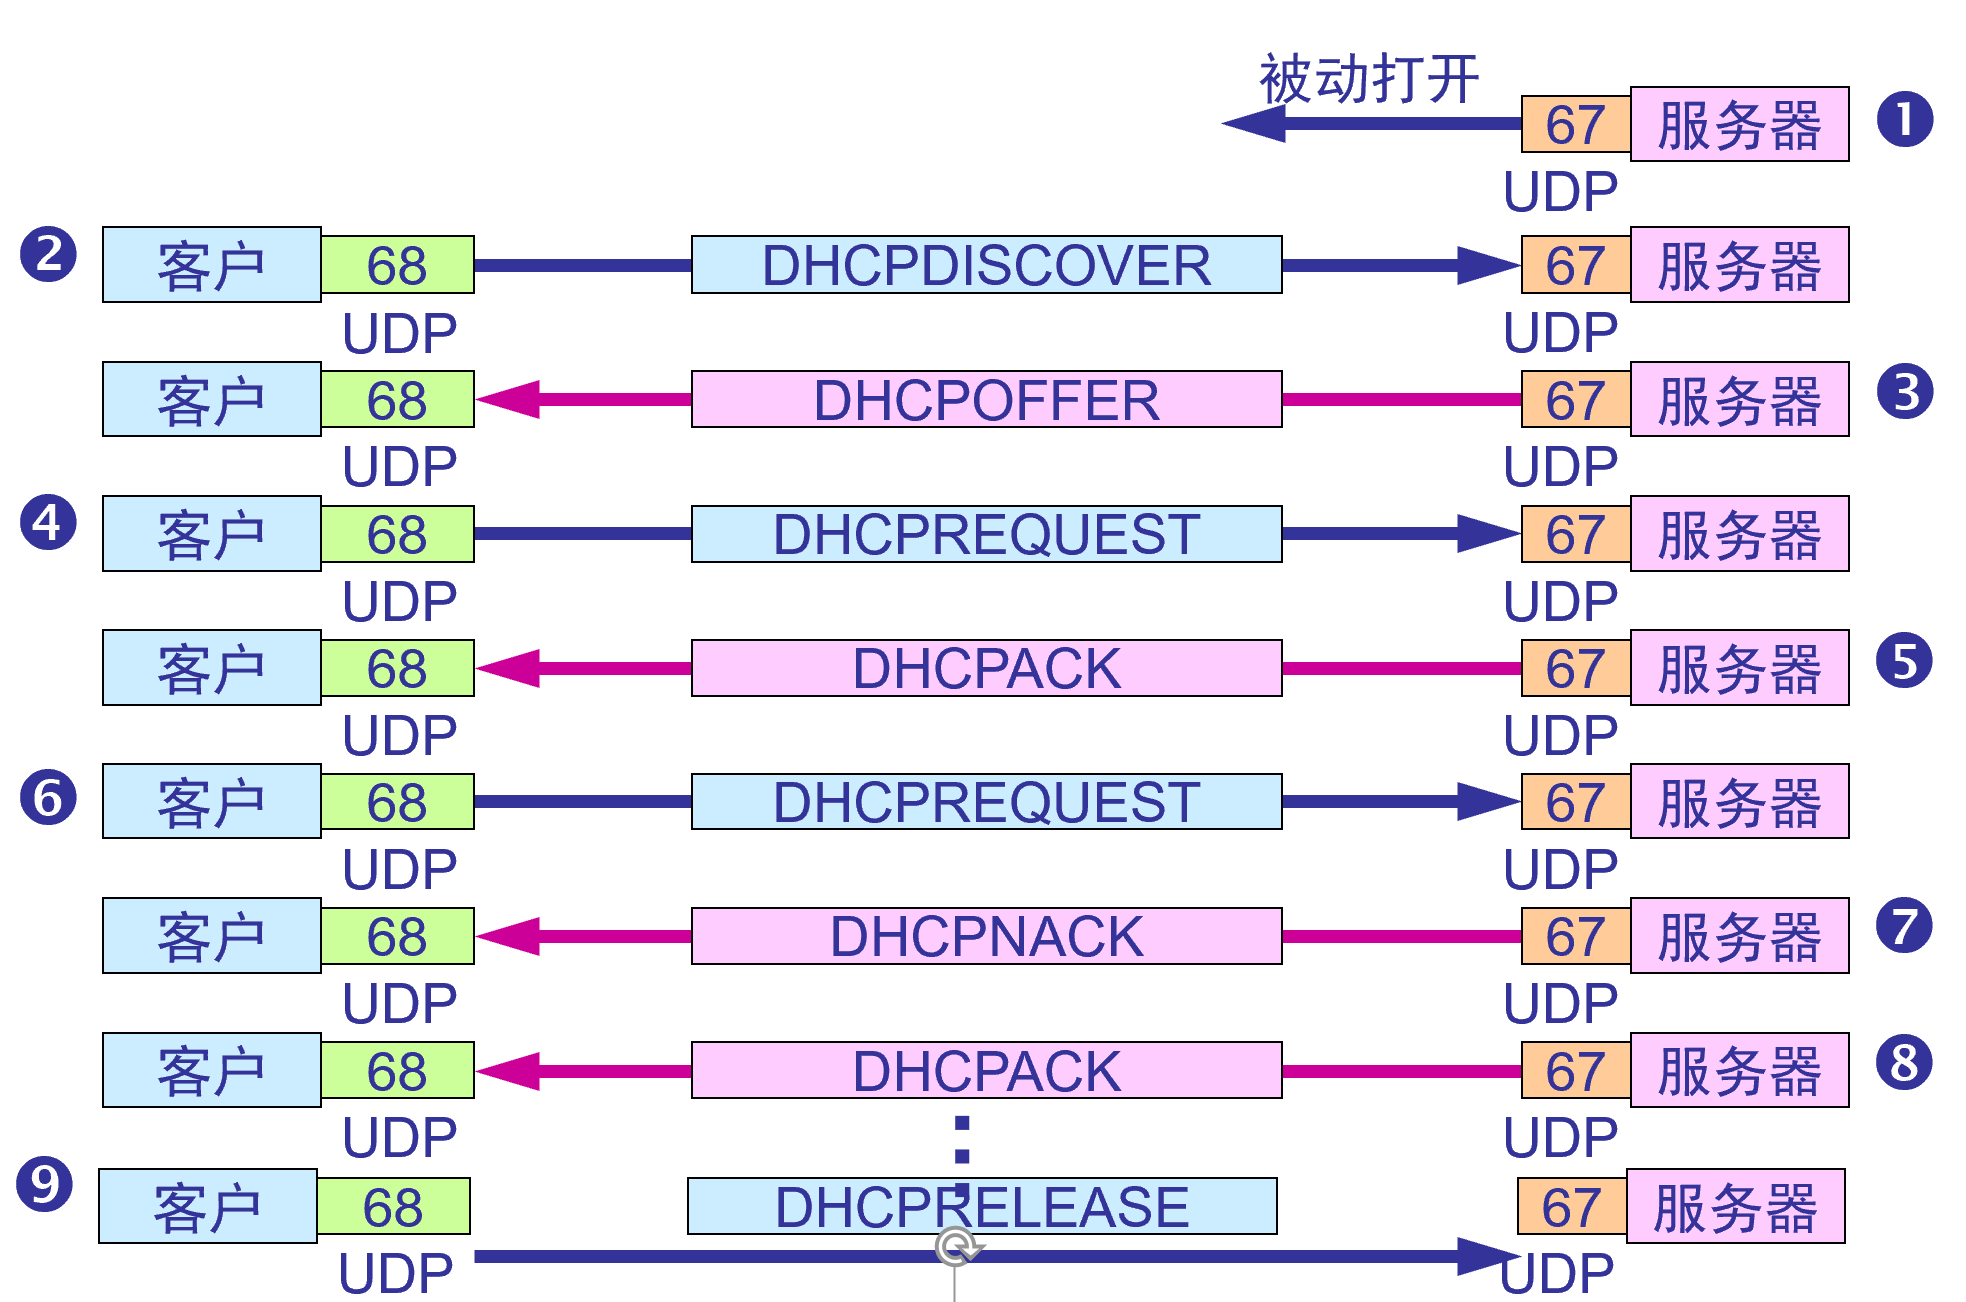 被动打开
67 服务器 ❶
UDP
❷ 客户 68 DHCPDISCOVER 67 服务器
UDP UDP
客户 68 DHCPOFFER 67 服务器 ❸
UDP UDP
❹ 客户 68 DHCPREQUEST 67 服务器
UDP UDP
客户 68 DHCPACK 67 服务器 ❺
UDP UDP
❻ 客户 68 DHCPREQUEST 67 服务器
UDP UDP
客户 68 DHCPNACK 67 服务器 ❼
UDP UDP
客户 68 DHCPACK 67 服务器 ❽
UDP UDP
❾ 客户 68 DHCPRELEASE 67 服务器
UDP UDP